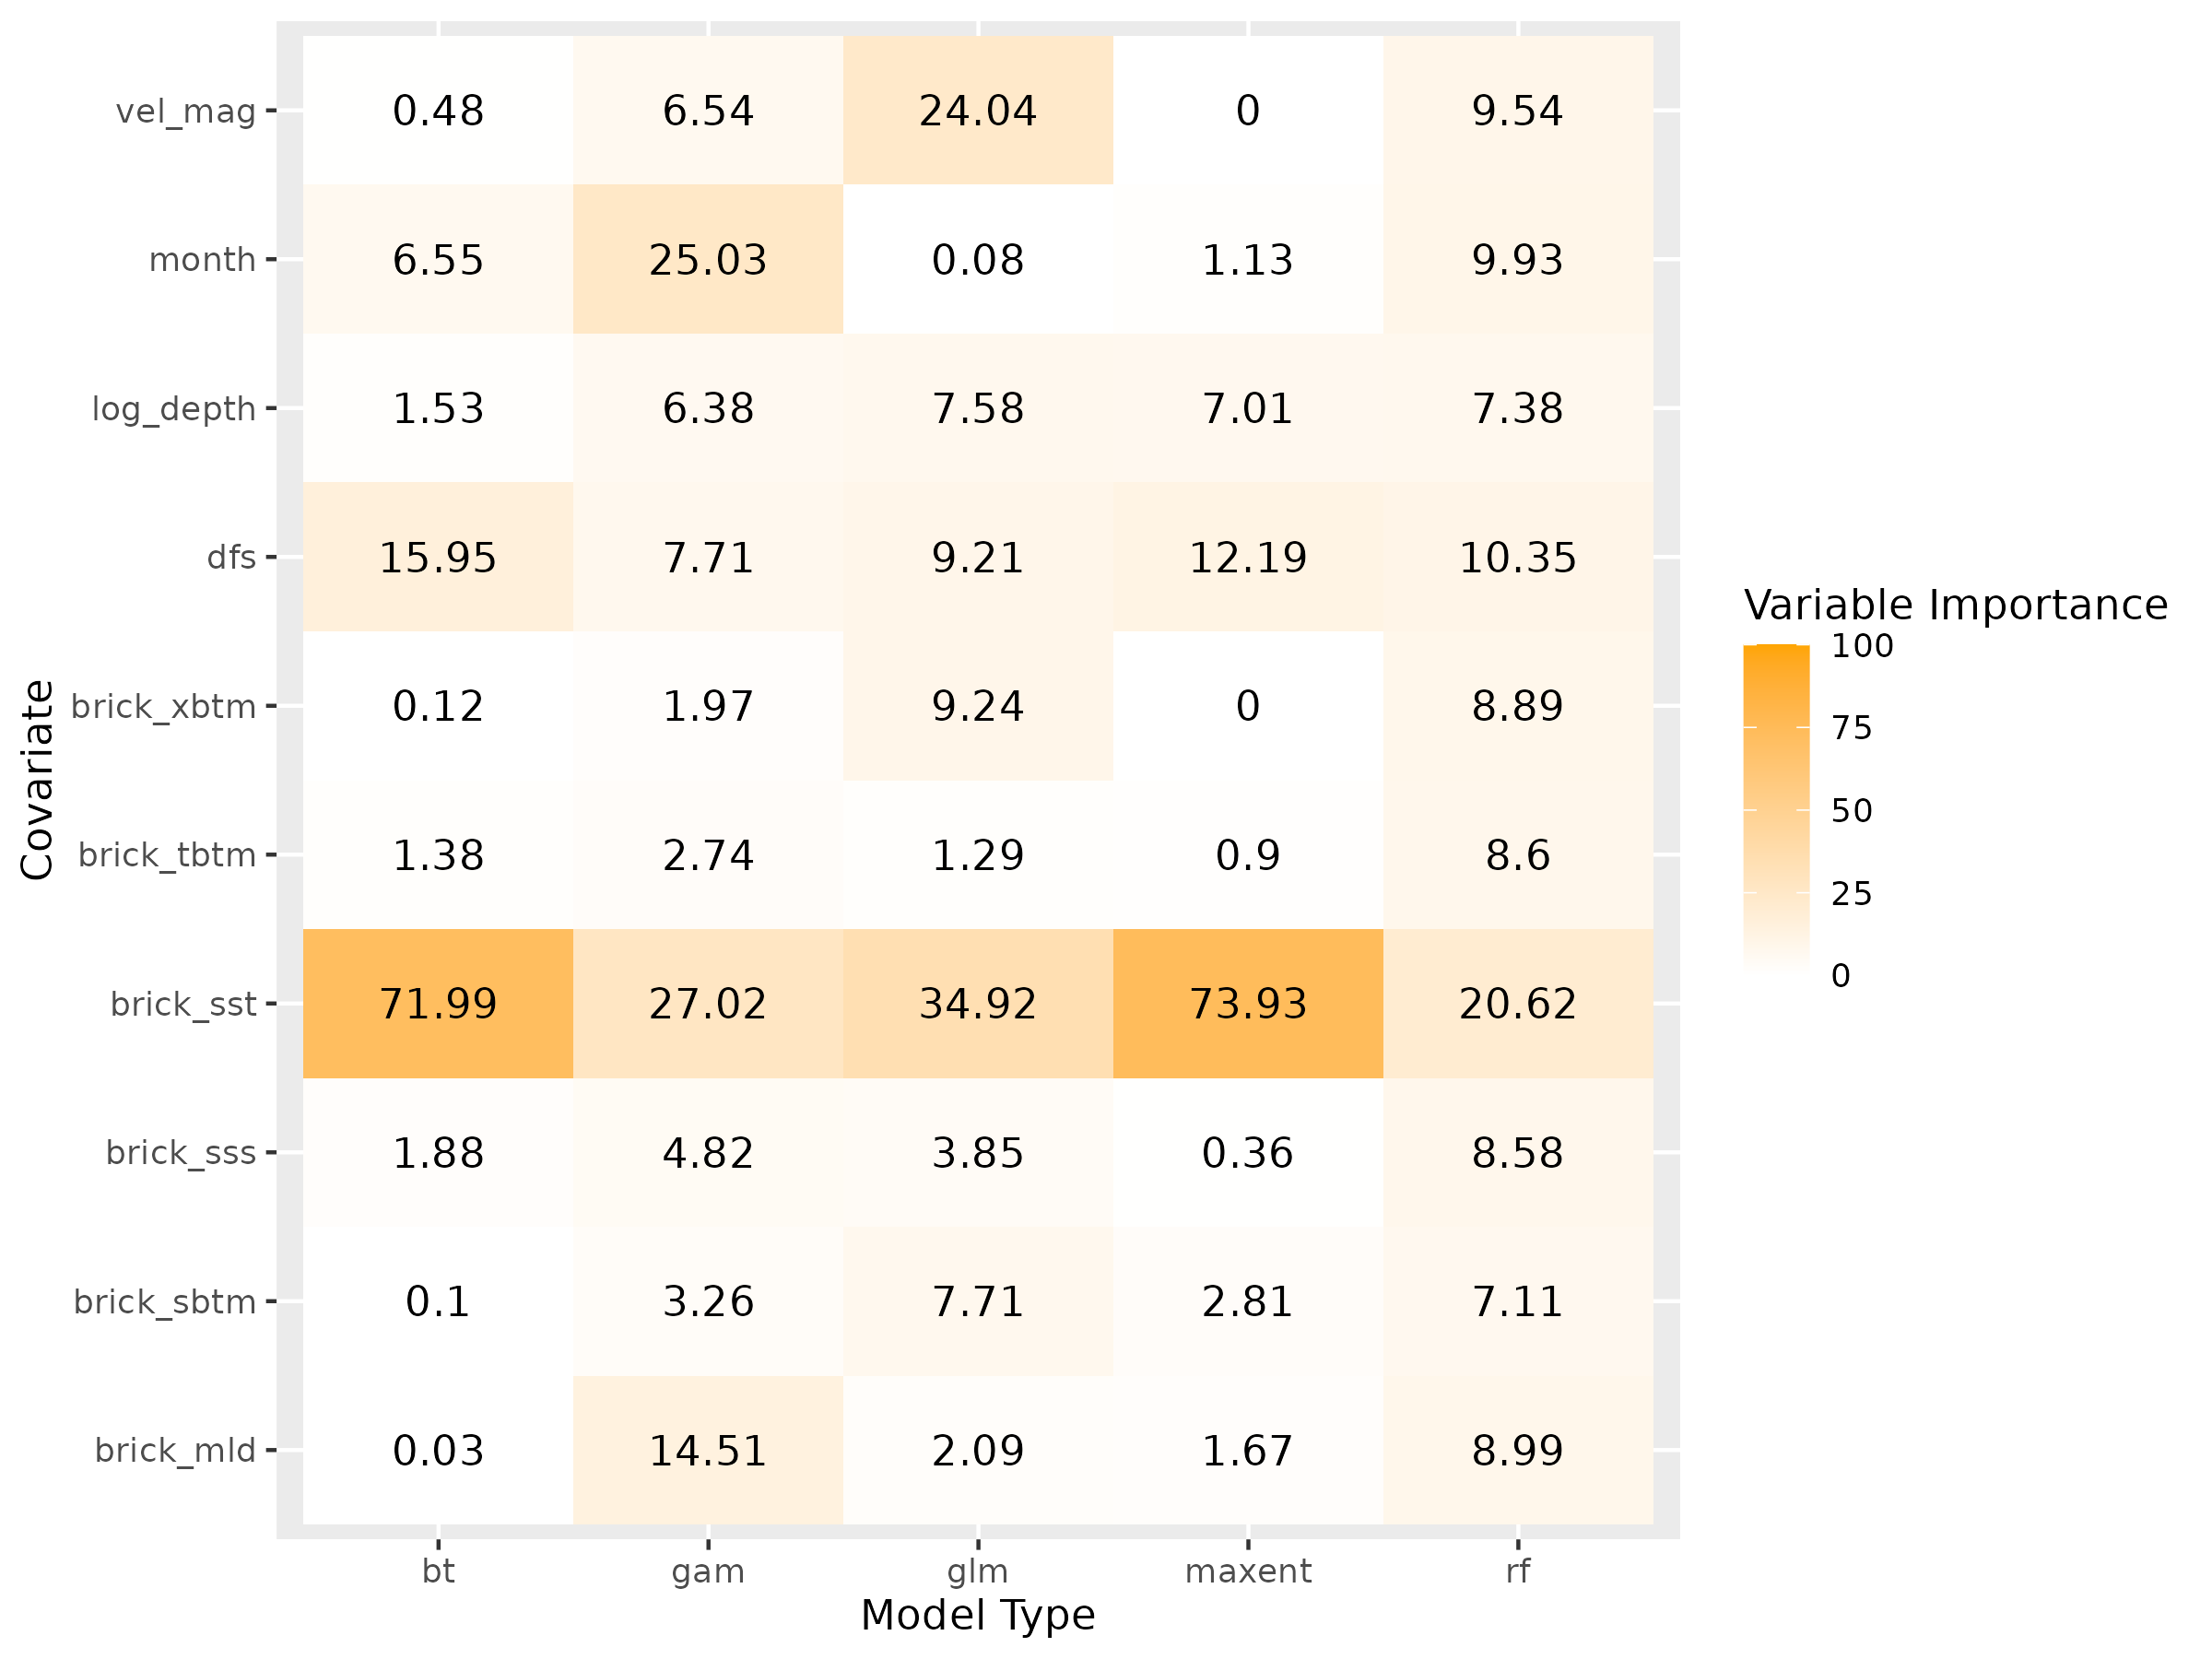 vel_mag 0.48 6.54 24.04 0 9.54
month 6.55 25.03 0.08 1.13 9.93
log_depth 1.53 6.38 7.58 7.01 7.38
dfs 15.95 7.71 9.21 12.19 10.35
brick_xbtm 0.12 1.97 9.24 0 8.89
brick_tbtm 1.38 2.74 1.29 0.9 8.6
brick_sst 71.99 27.02 34.92 73.93 20.62
brick_sss 1.88 4.82 3.85 0.36 8.58
brick_sbtm 0.1 3.26 7.71 2.81 7.11
brick_mld 0.03 14.51 2.09 1.67 8.99
bt gam glm maxent rf
Model Type
Covariate
Variable Importance
100
75
50
25
0